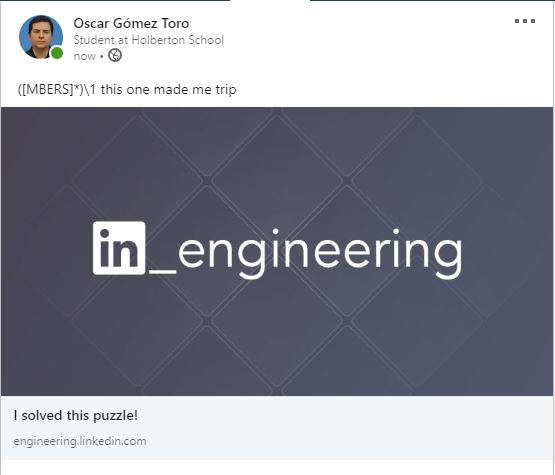 Oscar Gómez Toro
Student at Holberton School
now •
([MBERS]*)\1 this one made me trip
in_engineering
I solved this puzzle!
engineering.linkedin.com